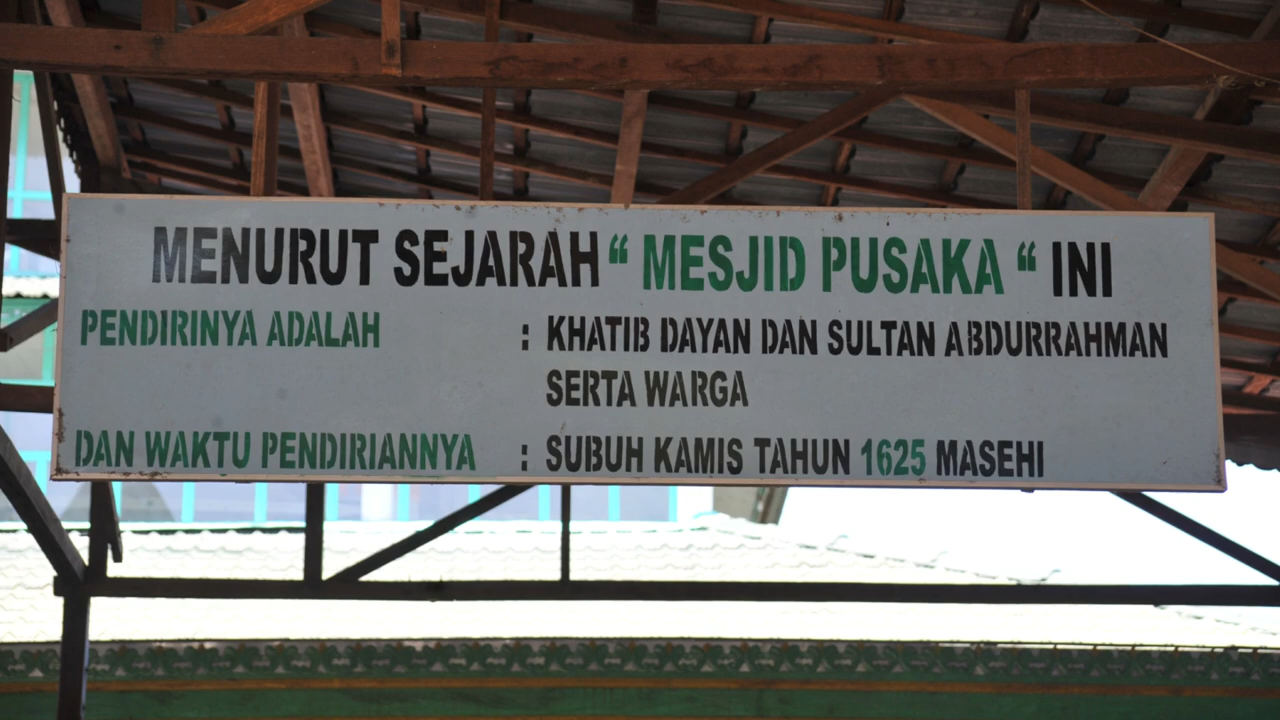 MENURUT SEJARAH “ MESJID PUSAKA “ INI
PENDIRINYA ADALAH : KHATIB DAYAN DAN SULTAN ABDURRAHMAN
SERTA WARGA
DAN WAKTU PENDIRIANNYA : SUBUH KAMIS TAHUN 1625 MASEHI